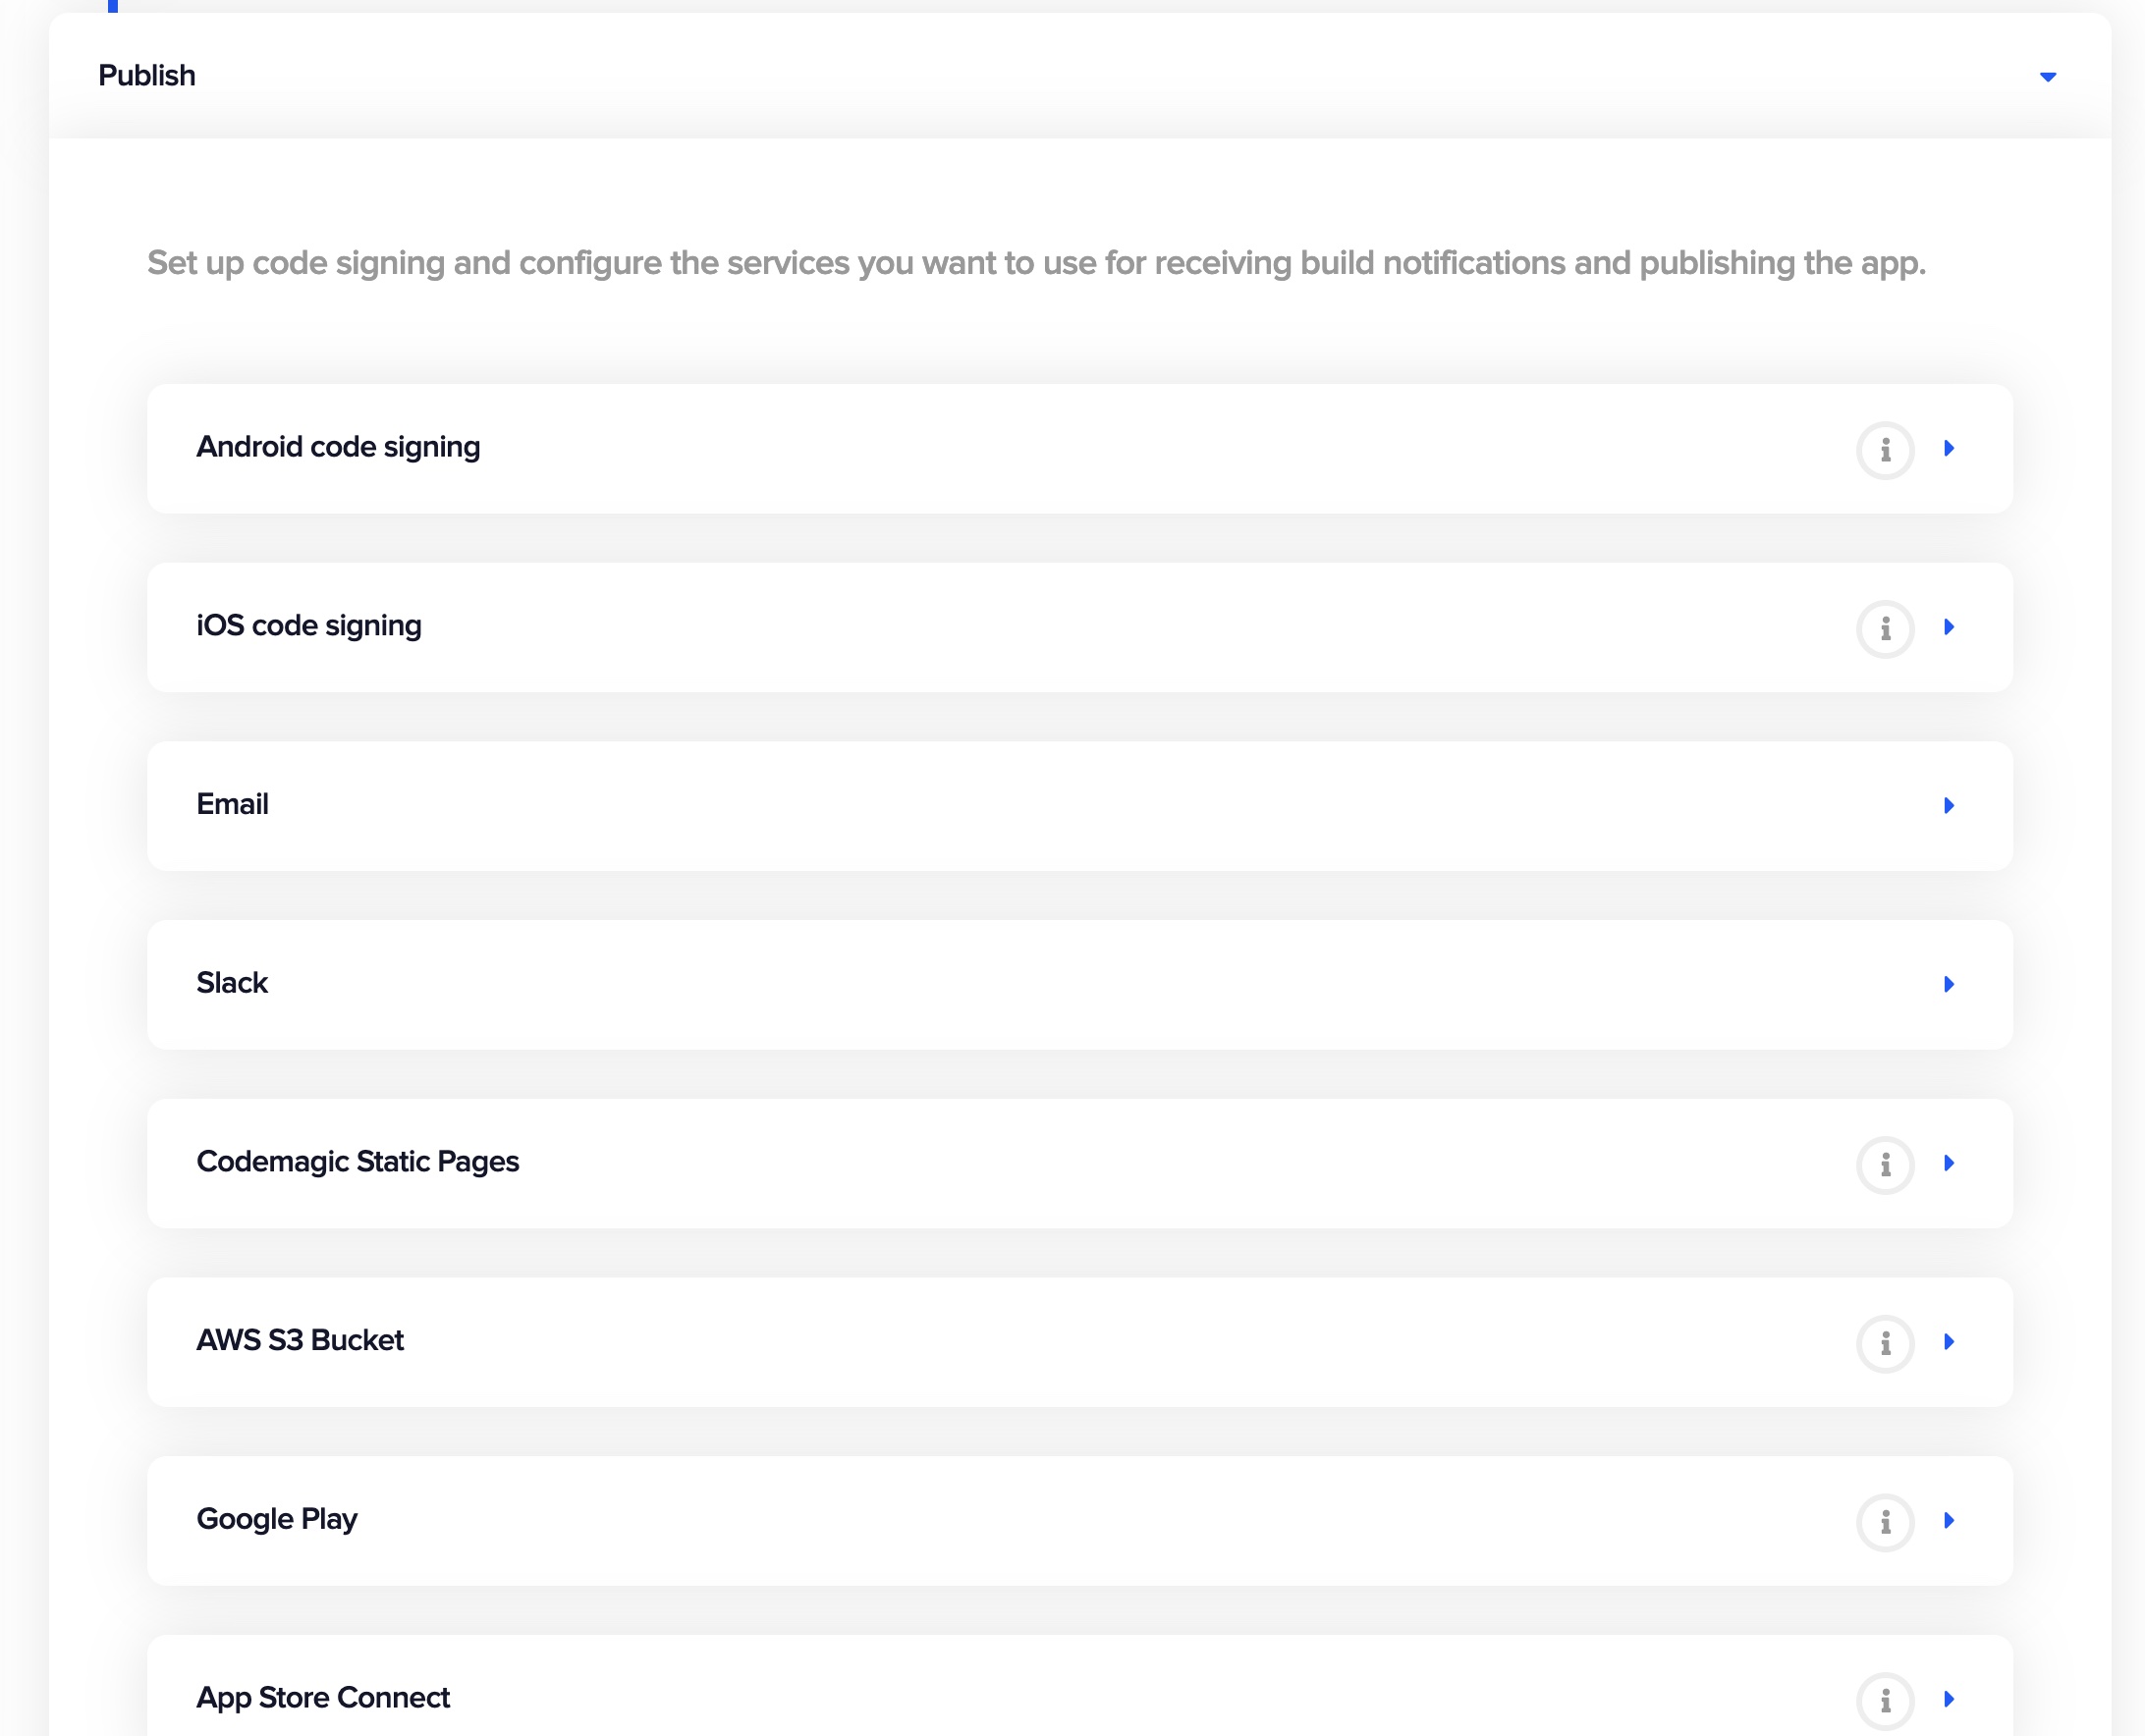 Publish
Set up code signing and configure the services you want to use for receiving build notifications and publishing the app.
Android code signing
iOS code signing
Email
Slack
Codemagic Static Pages
AWS S3 Bucket
Google Play
App Store Connect